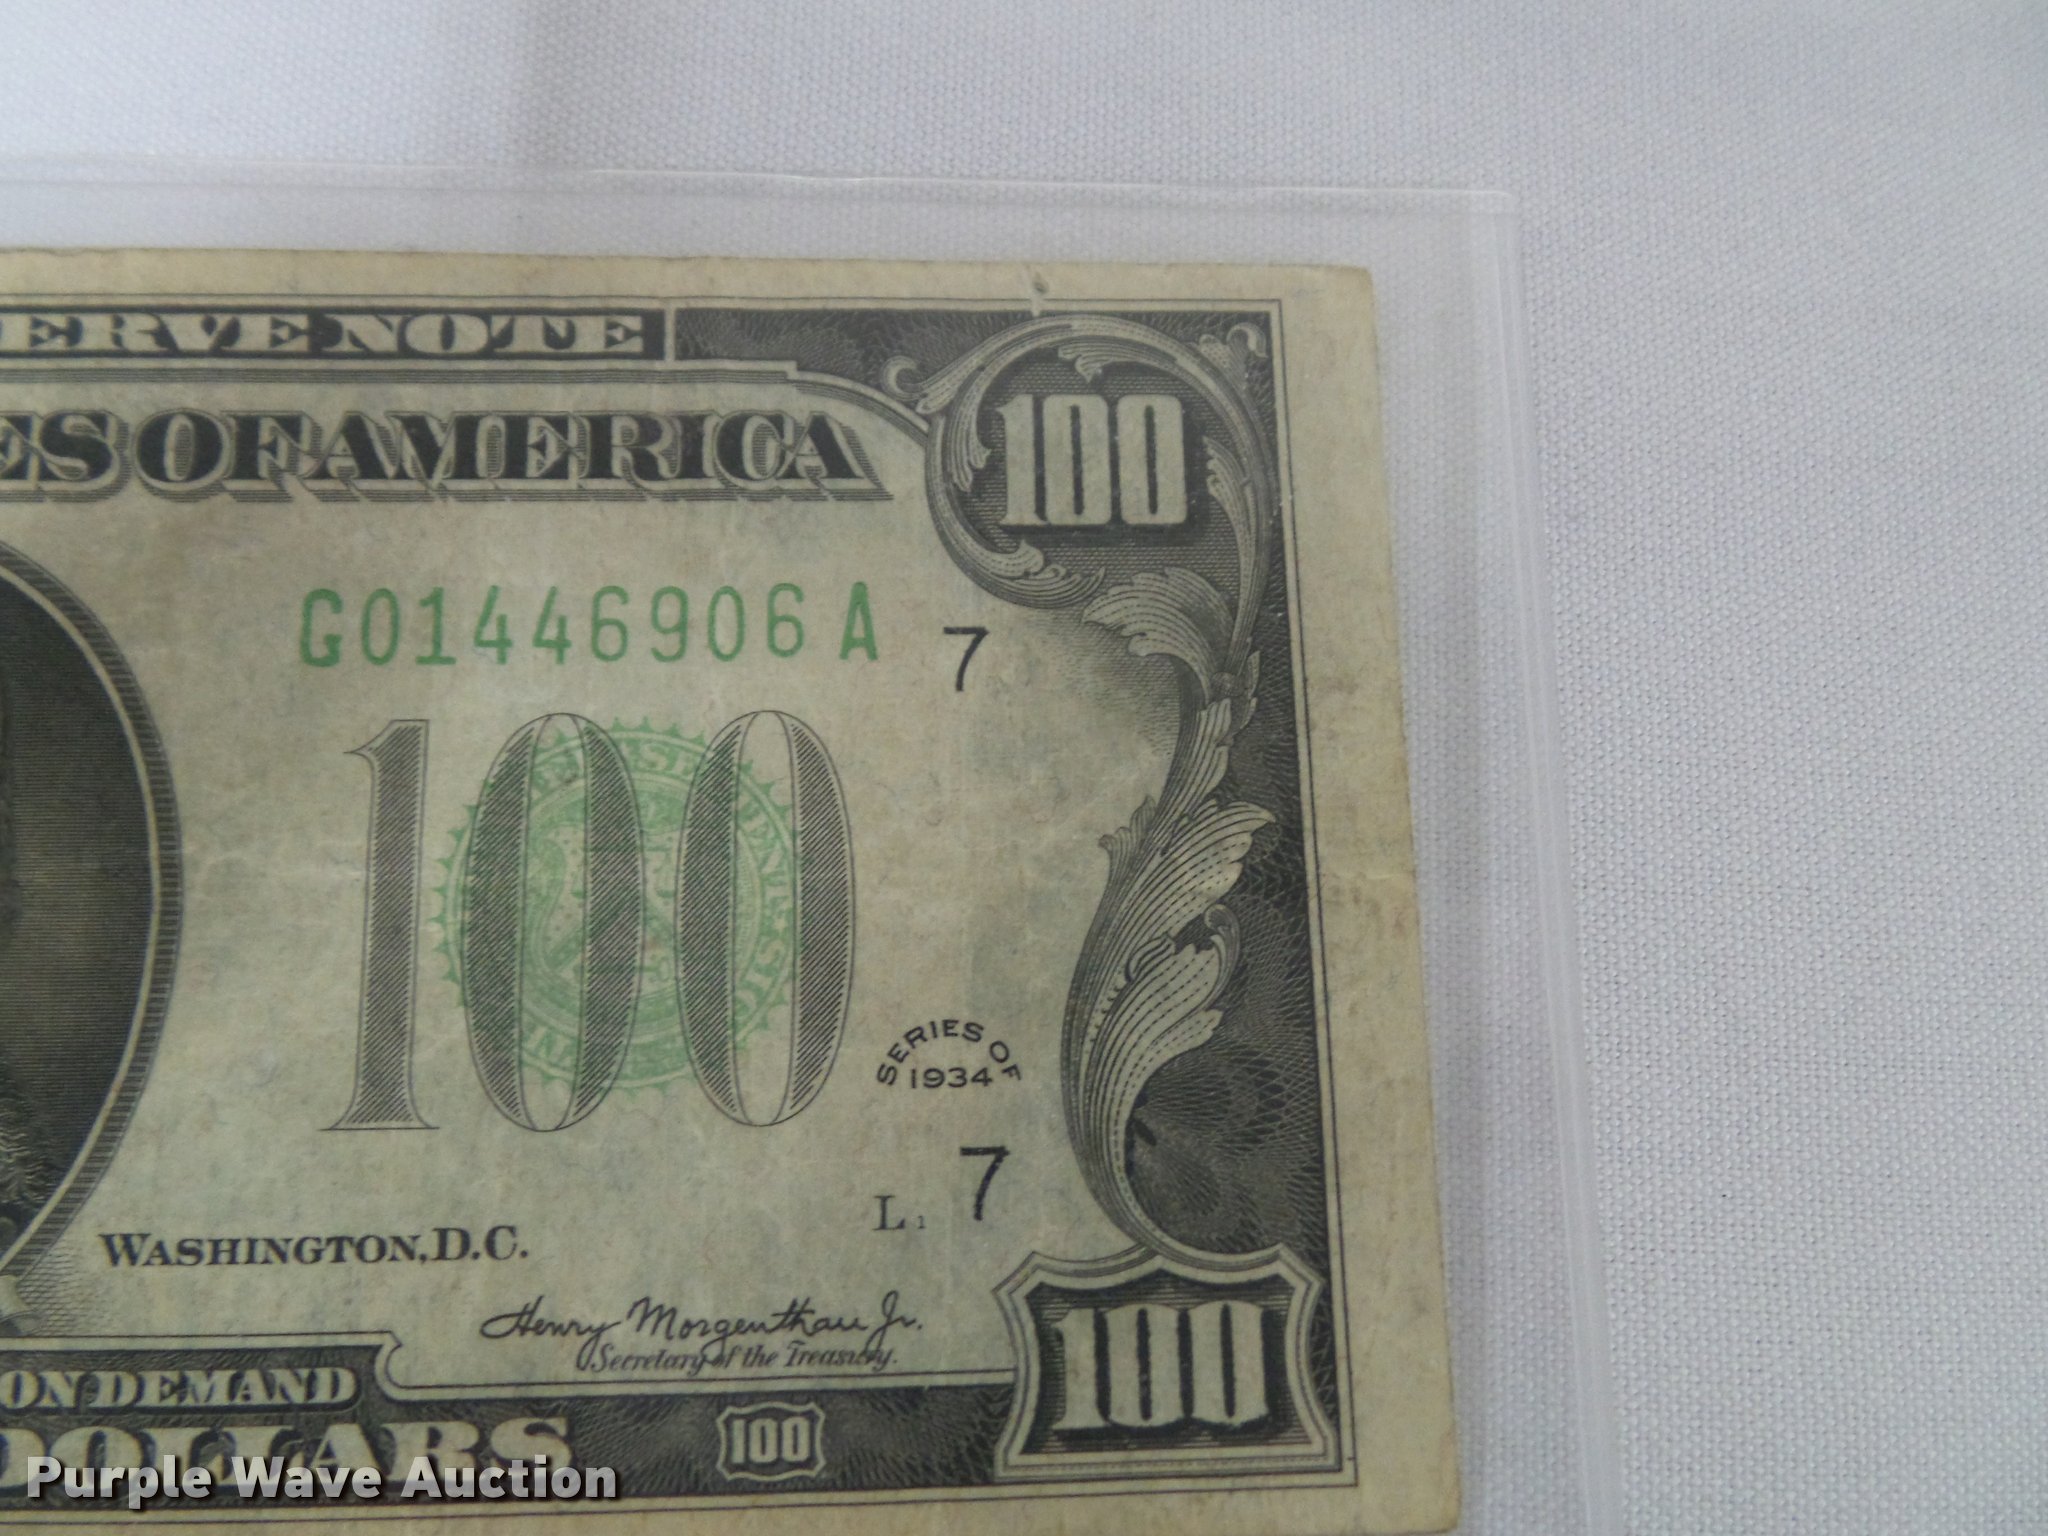 ERVE NOTE
ES OF AMERICA
100
G01446906A
7
100
SERIES OF
1934
7
L1
WASHINGTON, D.C.
Henry Morgenthau Jr.
Secretary of the Treasury.
ON DEMAND
100
DOLLARS
100
Purple Wave Auction